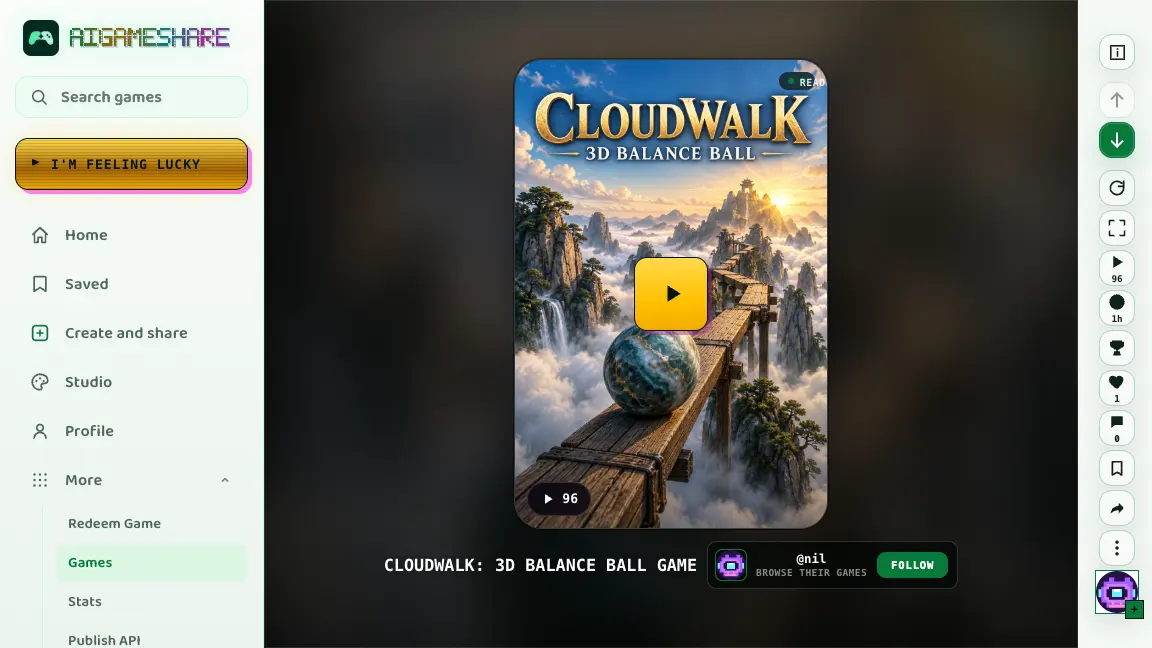 AIGAMESHARE
Search games
I'M FEELING LUCKY
Home
Saved
Create and share
Studio
Profile
More
Redeem Game
Games
Stats
Publish API
READ
CLOUDWALK
3D BALANCE BALL
96
CLOUDWALK: 3D BALANCE BALL GAME
@nil
BROWSE THEIR GAMES
FOLLOW
96
1h
1
0